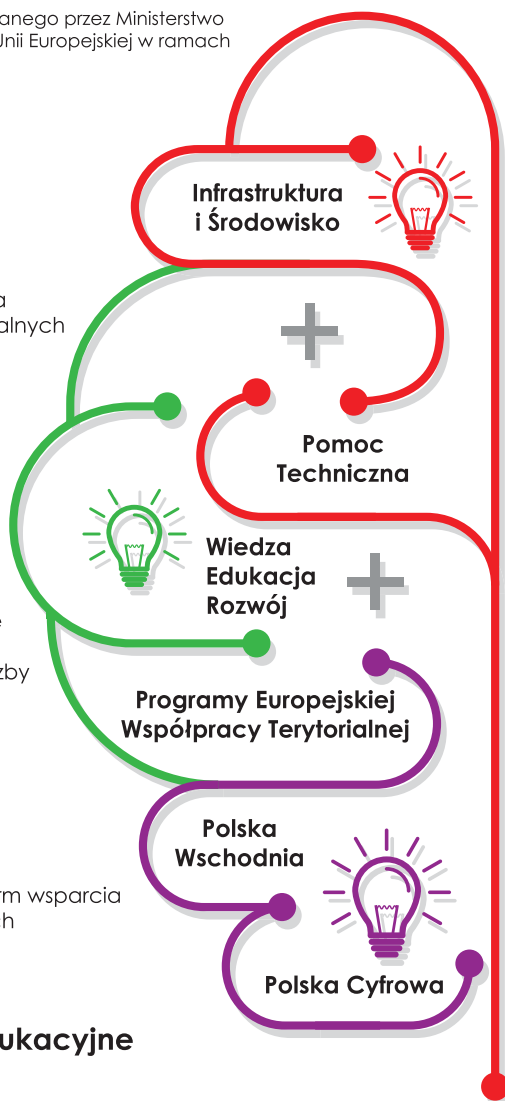 anego przez Ministerstwo
Unii Europejskiej w ramach
Infrastruktura
i Środowisko
a
alnych
Pomoc
Techniczna
Wiedza
Edukacja
Rozwój
e
zby
Programy Europejskiej
Współpracy Terytorialnej
Polska
Wschodnia
rm wsparcia
ch
Polska Cyfrowa
ukacyjne